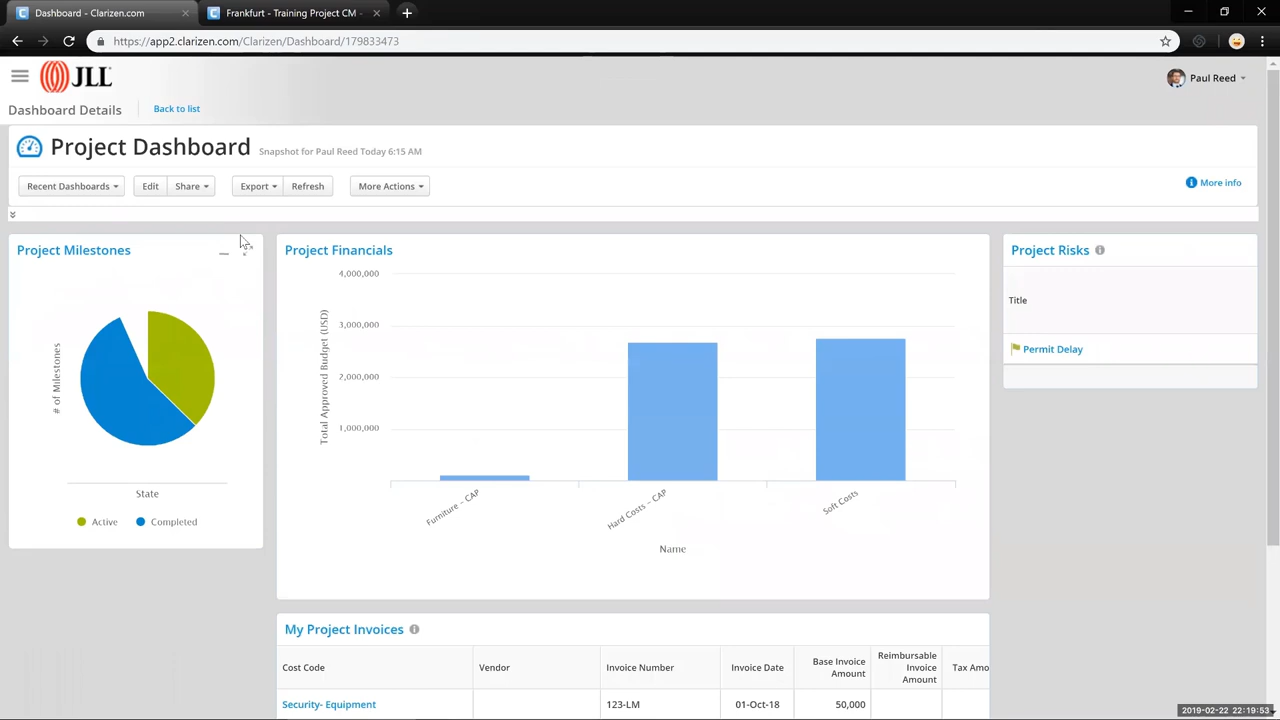 Dashboard - Clarizen.com
Frankfurt - Training Project CM -
https://app2.clarizen.com/Clarizen/Dashboard/179833473
JLL
Paul Reed
Dashboard Details
Back to list
Project Dashboard
Snapshot for Paul Reed Today 6:15 AM
Recent Dashboards
Edit
Share
Export
Refresh
More Actions
More info
Project Milestones
# of Milestones
State
Active
Completed
Project Financials
Total Approved Budget (USD)
4,000,000
3,000,000
2,000,000
1,000,000
Furniture - CAP
Hard Costs - CAP
Soft Costs
Name
Project Risks
Title
Permit Delay
My Project Invoices
Cost Code
Vendor
Invoice Number
Invoice Date
Base Invoice
Amount
Reimbursable
Invoice
Amount
Tax Amo
Security- Equipment
123-LM
01-Oct-18
50,000
2019-02-22 22:19:53